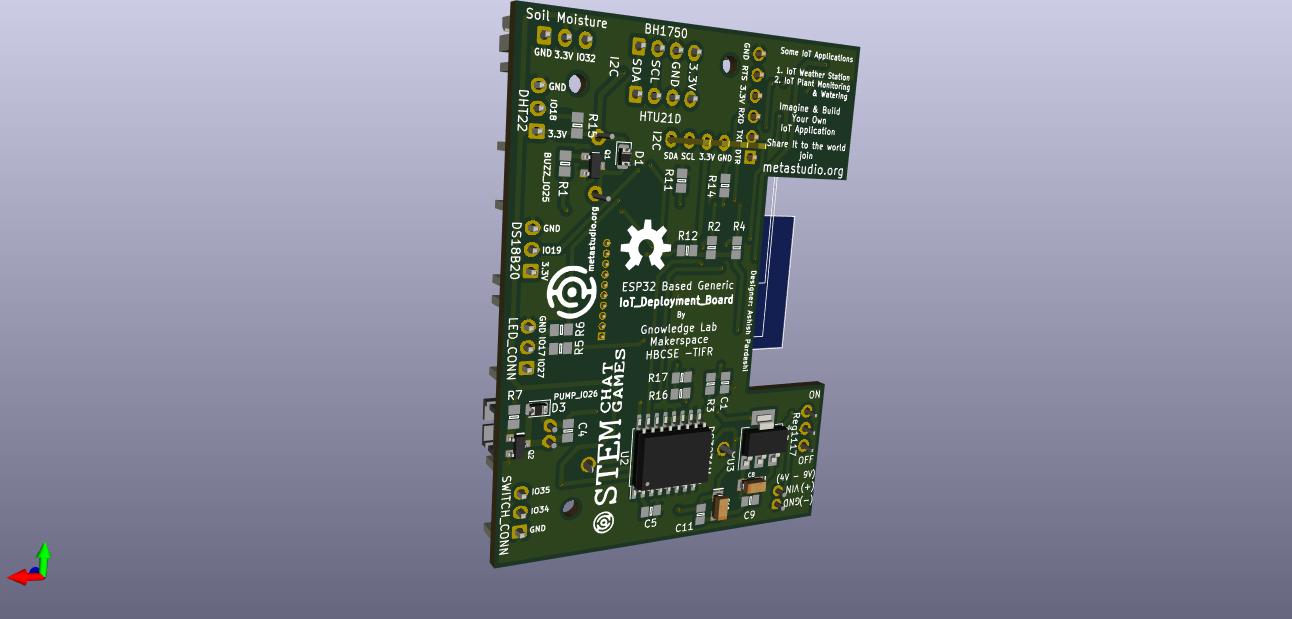 Soil Moisture
GND 3.3V IO32
BH1750
I2C
SDA
SCL
GND
3.3V
HTU21D
GND RTS 3.3V RXD TX DTR
Some IoT Applications
1. IoT Weather Station
2. IoT Plant Monitoring
& Watering
Imagine & Build
Your Own
IoT Application
Share it to the world
join
metastudio.org
DHT22
GND
IO18
3.3V
R15
Q1
D1
I2C
SDA SCL 3.3V GND
BUZZ_IO25
R1
R11
R14
metastudio.org
DS18B20
GND
IO19
3.3V
R12
R2
R4
ESP32 Based Generic
IoT_Deployment_Board
By
Gnowledge Lab
Makerspace
HBCSE -TIFR
Designer: Ashish Pardeshi
LED_CONN
GND IO17 IO27
R6
R5
STEM
CHAT
GAMES
R17
R16
R3
C1
R7
D3
PUMP_IO26
C4
Q2
U2
U3
ON
Reg1117
OFF
(4V - 9V)
VIN(+)
GND(-)
C8
C9
C5
C11
SWITCH_CONN
IO35
IO34
GND